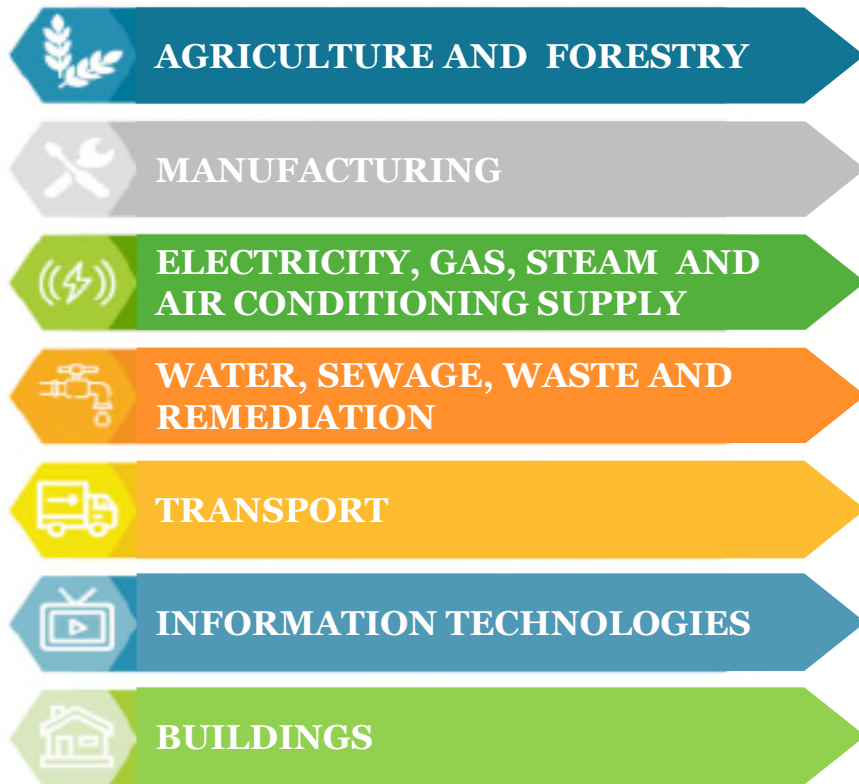 AGRICULTURE AND FORESTRY
MANUFACTURING
ELECTRICITY, GAS, STEAM AND
AIR CONDITIONING SUPPLY
WATER, SEWAGE, WASTE AND
REMEDIATION
TRANSPORT
INFORMATION TECHNOLOGIES
BUILDINGS